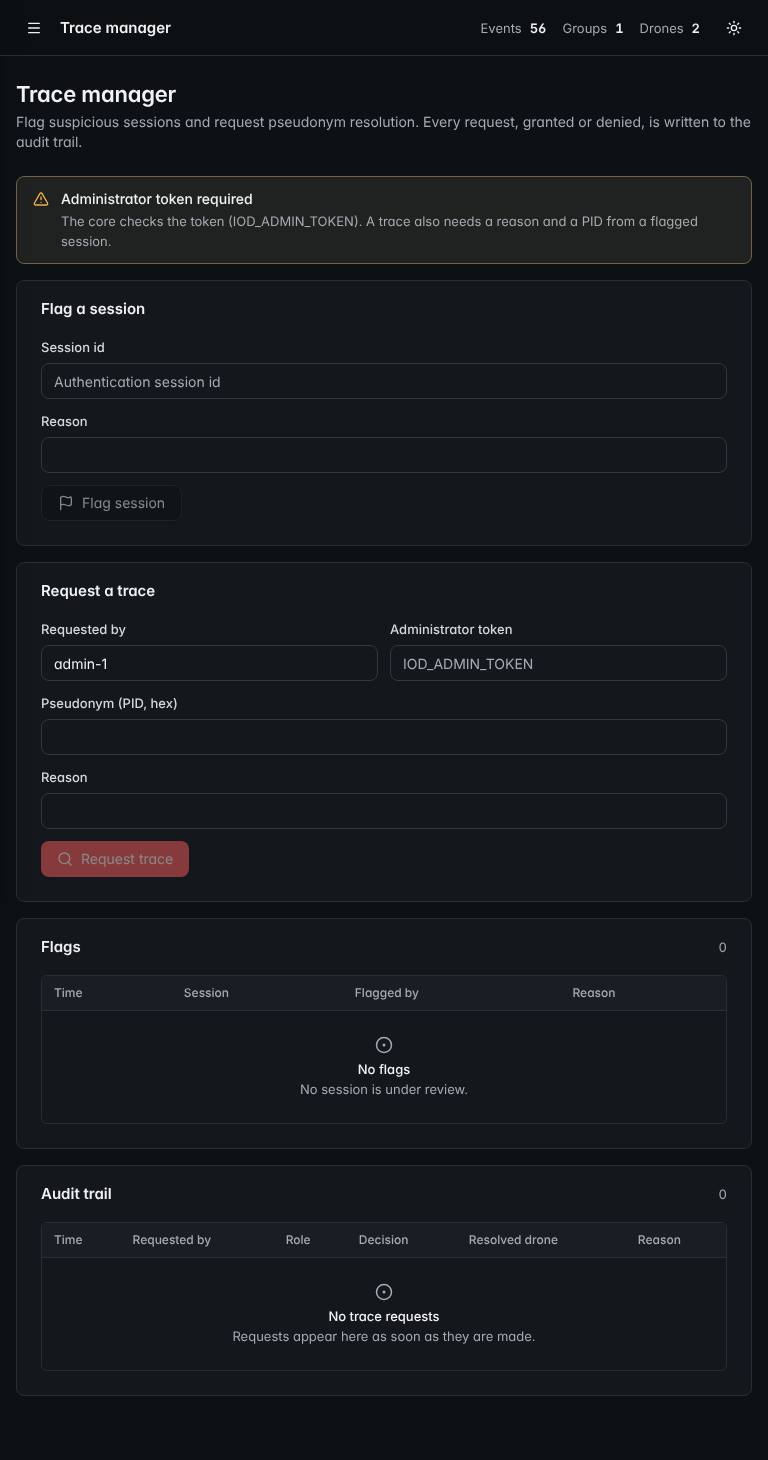 Trace manager
Events 56 Groups 1 Drones 2
Trace manager
Flag suspicious sessions and request pseudonym resolution. Every request, granted or denied, is written to the
audit trail.
Administrator token required
The core checks the token (IOD_ADMIN_TOKEN). A trace also needs a reason and a PID from a flagged
session.
Flag a session
Session id
Authentication session id
Reason
Flag session
Request a trace
Requested by Administrator token
admin-1 IOD_ADMIN_TOKEN
Pseudonym (PID, hex)
Reason
Request trace
Flags 0
Time Session Flagged by Reason
No flags
No session is under review.
Audit trail 0
Time Requested by Role Decision Resolved drone Reason
No trace requests
Requests appear here as soon as they are made.